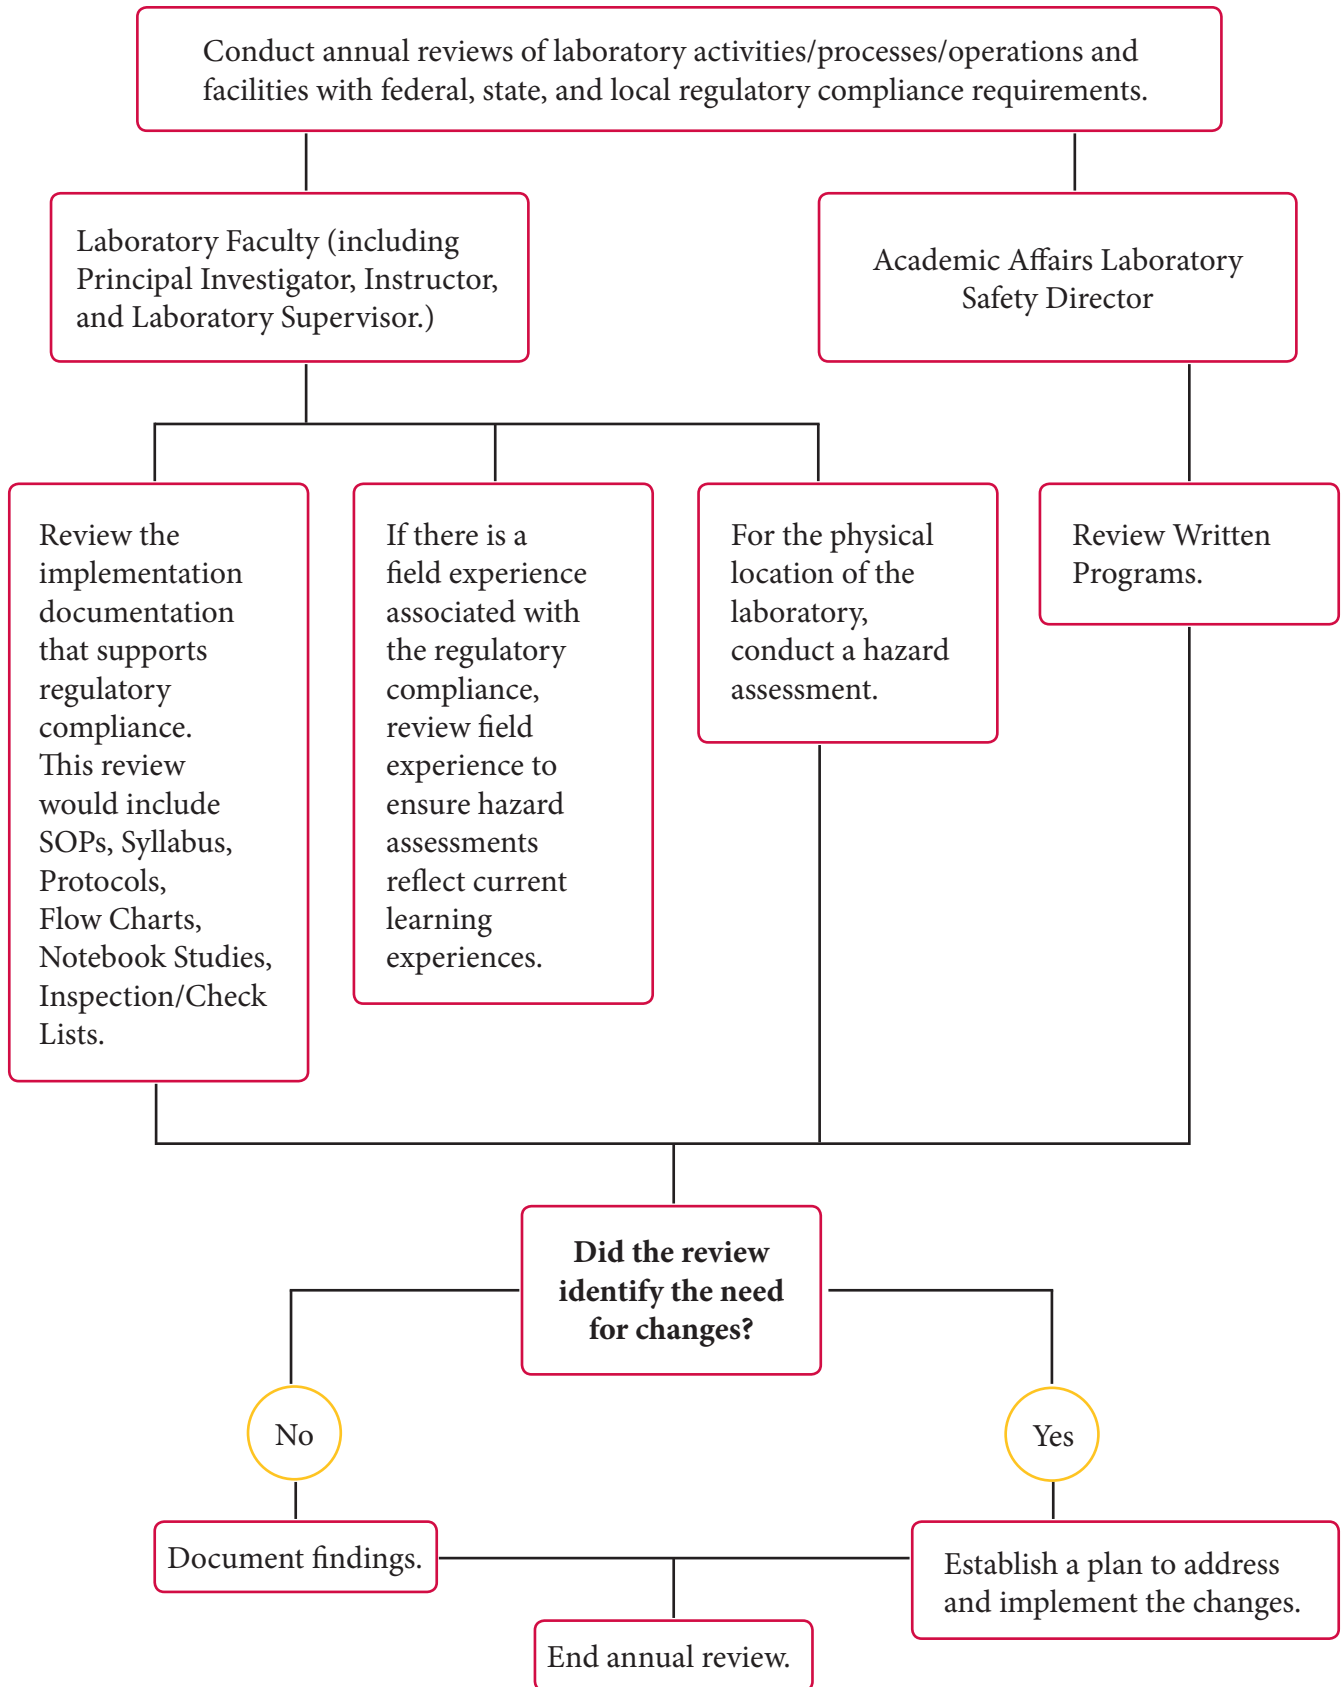 Conduct annual reviews of laboratory activities/processes/operations and
facilities with federal, state, and local regulatory compliance requirements.
Laboratory Faculty (including
Principal Investigator, Instructor,
and Laboratory Supervisor.)
Academic Affairs Laboratory
Safety Director
Review the
implementation
documentation
that supports
regulatory
compliance.
This review
would include
SOPs, Syllabus,
Protocols,
Flow Charts,
Notebook Studies,
Inspection/Check
Lists.
If there is a
field experience
associated with
the regulatory
compliance,
review field
experience to
ensure hazard
assessments
reflect current
learning
experiences.
For the physical
location of the
laboratory,
conduct a hazard
assessment.
Review Written
Programs.
Did the review
identify the need
for changes?
No
Yes
Document findings.
Establish a plan to address
and implement the changes.
End annual review.